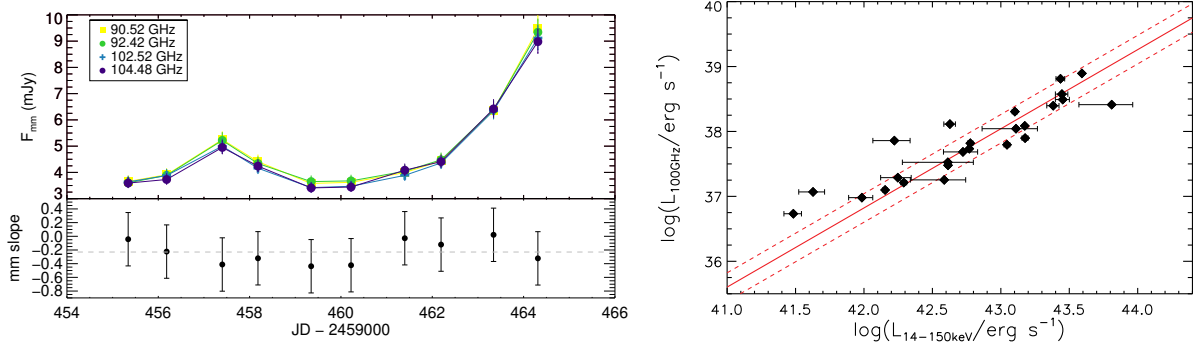 10
9
8
7
6
5
4
3
F_mm (mJy)
90.52 GHz
92.42 GHz
102.52 GHz
104.48 GHz
0.4
0.2
-0.0
-0.2
-0.4
-0.6
-0.8
mm slope
454 456 458 460 462 464 466
JD − 2459000
40
39
38
37
36
log(L_100GHz/erg s⁻¹)
41.0 41.5 42.0 42.5 43.0 43.5 44.0
log(L_14−150keV/erg s⁻¹)